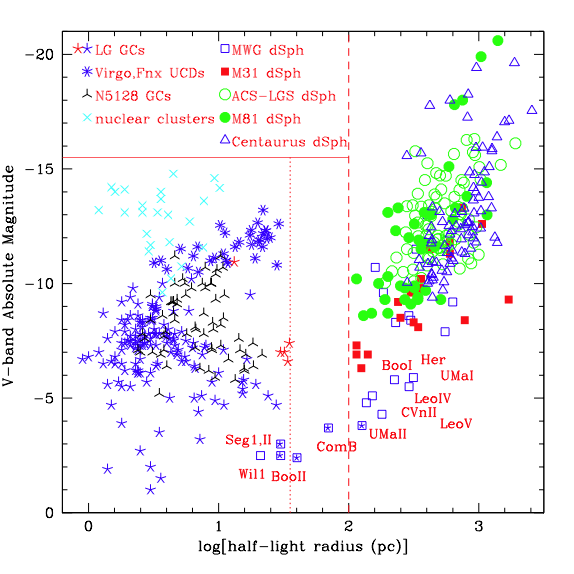 -20
-15
-10
-5
0
V-band Absolute Magnitude
LG GCs
MWG dSph
Virgo,Fnx UCDs
M31 dSph
N5128 GCs
ACS-LGS dSph
nuclear clusters
M81 dSph
Centaurus dSph
Her
BooI
UMaI
LeoIV
CVnII
LeoV
UMaII
Seg1,II
ComB
Wil1
BooII
0
1
2
3
log[half-light radius (pc)]